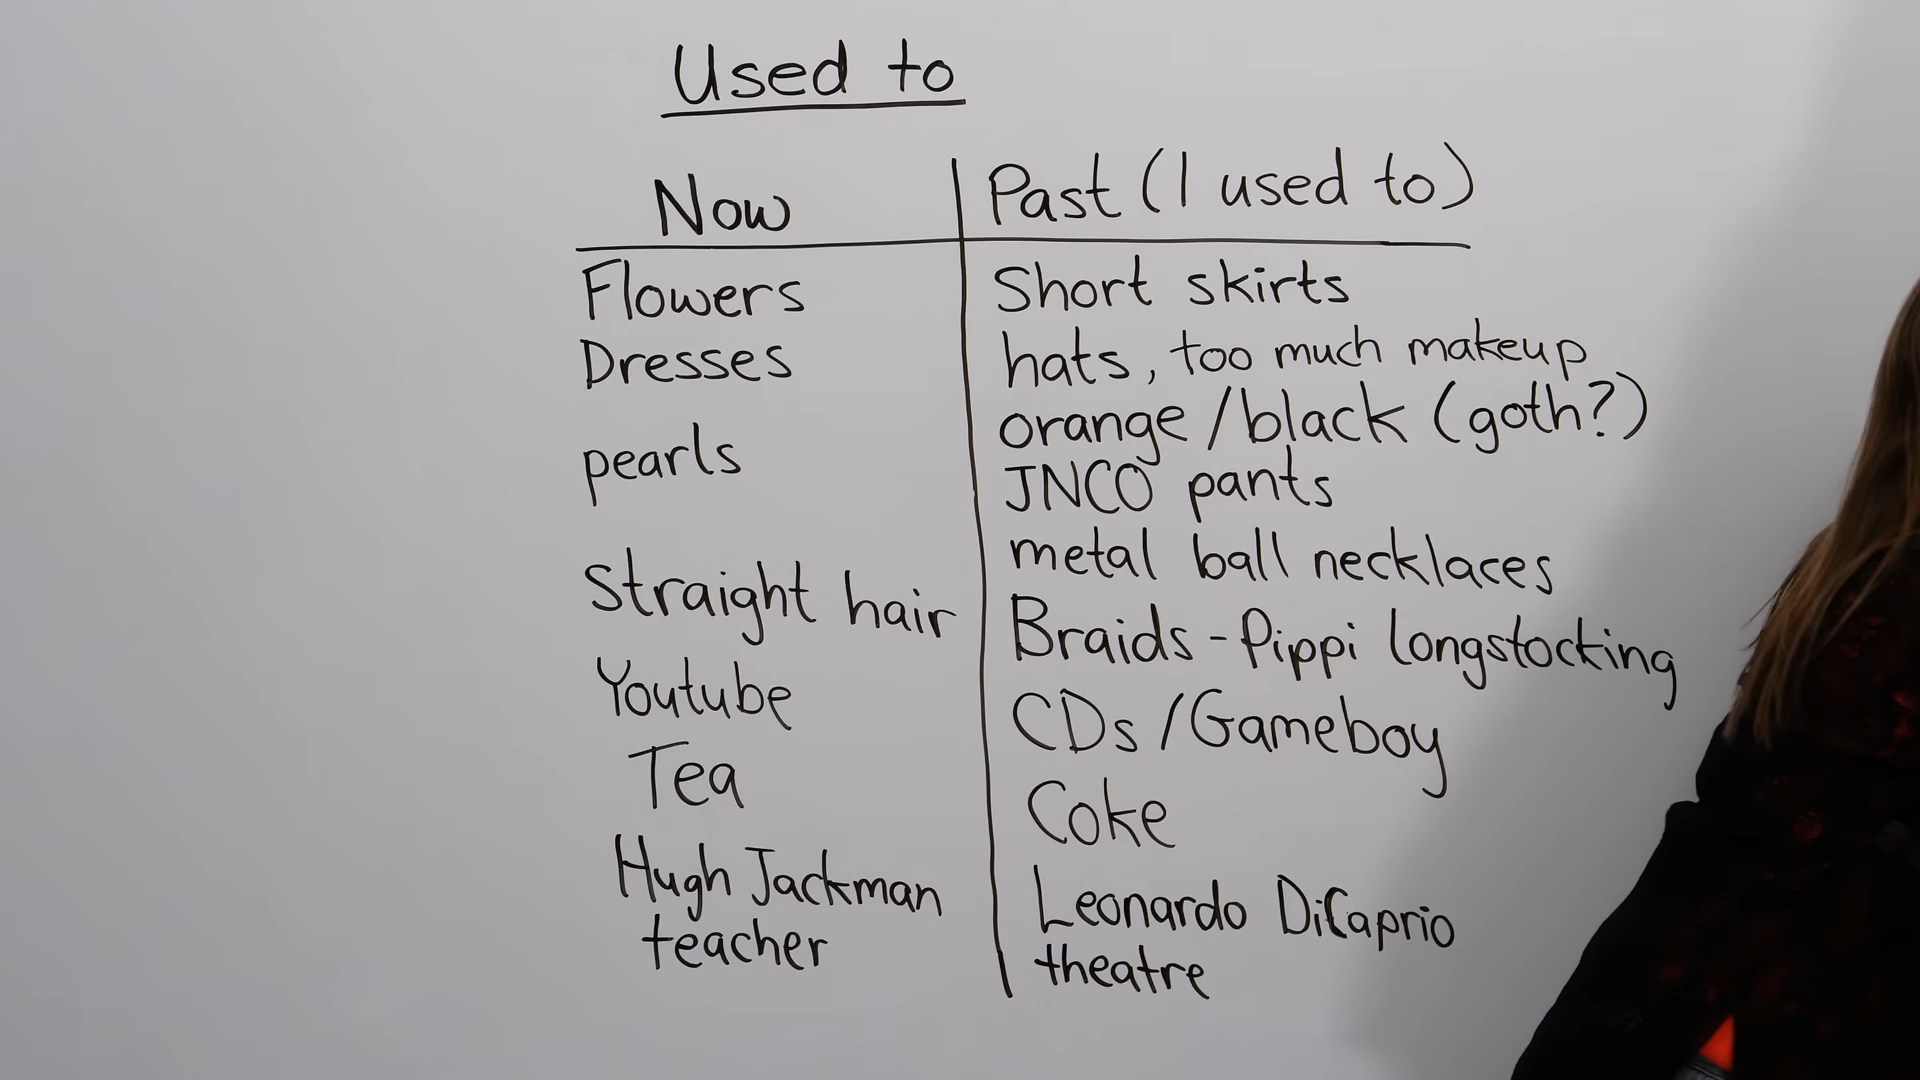 Used to
Now
Past (I used to)
Flowers
Short skirts
Dresses
hats, too much makeup
orange/black (goth?)
pearls
JNCO pants
metal ball necklaces
Straight hair
Braids - Pippi longstocking
Youtube
CDs/Gameboy
Tea
Coke
Hugh Jackman
Leonardo DiCaprio
teacher
theatre